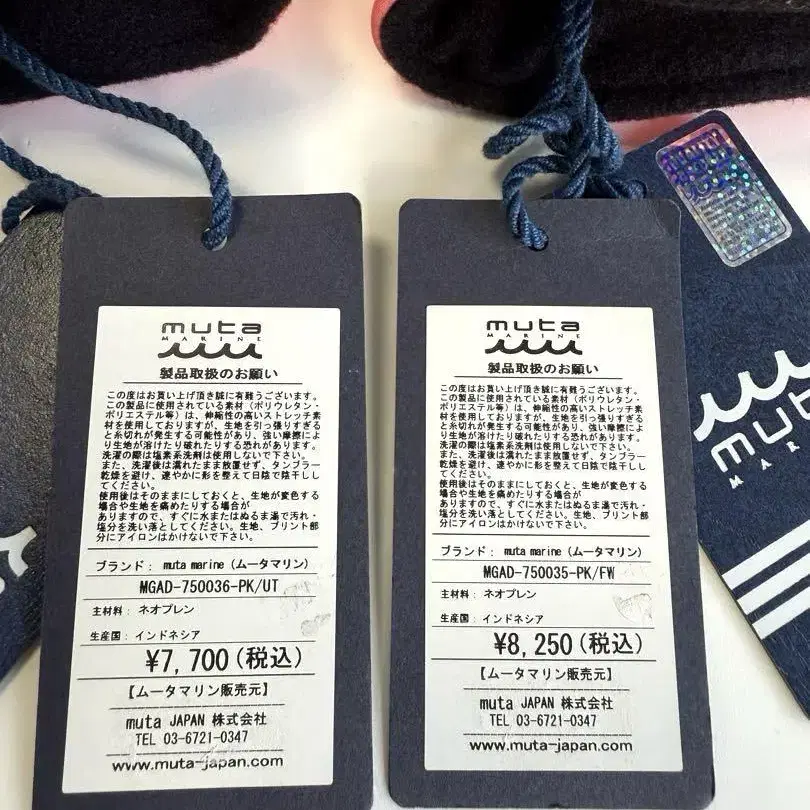 muta
MARINE
製品取扱のお願い
この度はお買い上げ頂き誠に有難うございます。
この製品に使用されている素材（ポリウレタン・
ポリエステル等）は、伸縮性の高いストレッチ素
材を使用しておりますが、生地を引っ張りすぎる
と糸切れが発生する可能性があり、強い摩擦によ
り生地が溶けたり破れたりする恐れがあります。
洗濯の際は塩素系洗剤は使用しないで下さい。
また、洗濯後は濡れたまま放置せず、タンブラー
乾燥を避け、速やかに形を整えて日陰で陰干しし
てください。
使用後はそのままにしておくと、生地が変色する
場合や生地を痛めたりする場合が
ありますので、すぐに水またはぬるま湯で汚れ・
塩分を洗い落としてください。生地、プリント部
分にアイロンはかけないで下さい。
ブランド： muta marine（ムータマリン）
MGAD-750036-PK/UT
主材料： ネオプレン
生産国： インドネシア
¥7,700(税込)
【ムータマリン販売元】
muta JAPAN 株式会社
TEL 03-6721-0347
www.muta-japan.com
muta
MARINE
製品取扱のお願い
この度はお買い上げ頂き誠に有難うございます。
この製品に使用されている素材（ポリウレタン・
ポリエステル等）は、伸縮性の高いストレッチ素
材を使用しておりますが、生地を引っ張りすぎる
と糸切れが発生する可能性があり、強い摩擦によ
り生地が溶けたり破れたりする恐れがあります。
洗濯の際は塩素系洗剤は使用しないで下さい。
また、洗濯後は濡れたまま放置せず、タンブラー
乾燥を避け、速やかに形を整えて日陰で陰干しし
てください。
使用後はそのままにしておくと、生地が変色する
場合や生地を痛めたりする場合が
ありますので、すぐに水またはぬるま湯で汚れ・
塩分を洗い落としてください。生地、プリント部
分にアイロンはかけないで下さい。
ブランド： muta marine（ムータマリン）
MGAD-750035-PK/FW
主材料： ネオプレン
生産国： インドネシア
¥8,250(税込)
【ムータマリン販売元】
muta JAPAN 株式会社
TEL 03-6721-0347
www.muta-japan.com
muta
MAR